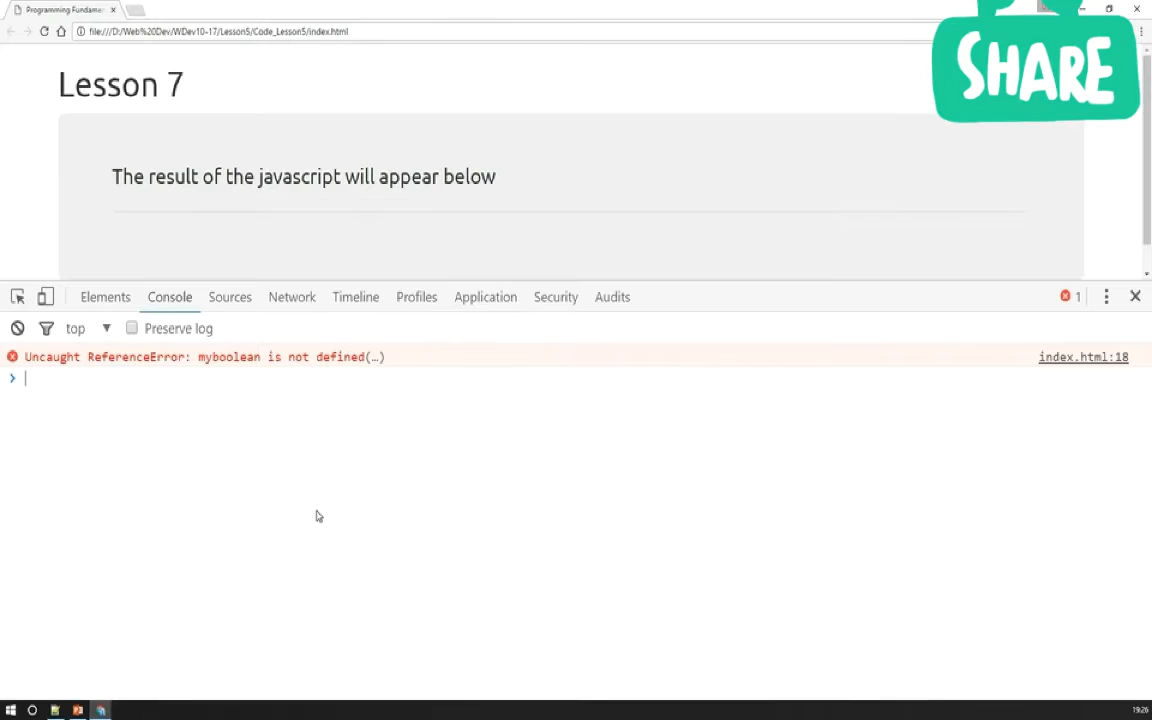 Programming Fundame
file:///D:/Web%20Dev/WDev10-17/Lesson5/Code_Lesson5/index.html
SHARE
Lesson 7
The result of the javascript will appear below
Elements Console Sources Network Timeline Profiles Application Security Audits 1
top Preserve log
Uncaught ReferenceError: myboolean is not defined(…) index.html:18
19:26